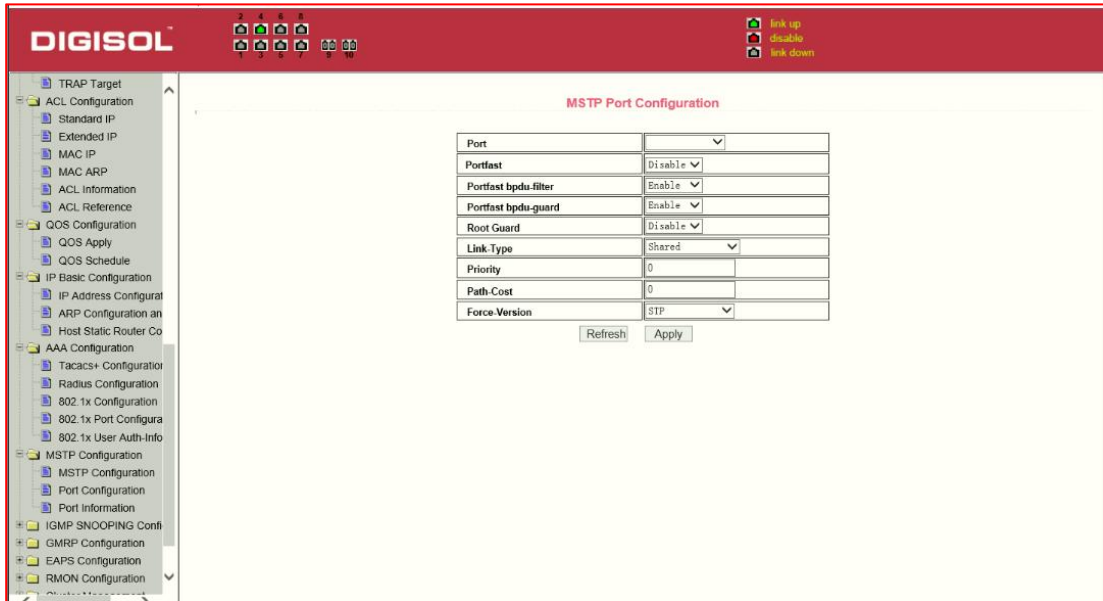 DIGISOL
2 4 6 8
1 3 5 7 9 10
link up
disable
link down
TRAP Target
ACL Configuration
Standard IP
Extended IP
MAC IP
MAC ARP
ACL Information
ACL Reference
QOS Configuration
QOS Apply
QOS Schedule
IP Basic Configuration
IP Address Configurat
ARP Configuration an
Host Static Router Co
AAA Configuration
Tacacs+ Configuration
Radius Configuration
802.1x Configuration
802.1x Port Configura
802.1x User Auth-Info
MSTP Configuration
MSTP Configuration
Port Configuration
Port Information
IGMP SNOOPING Confi
GMRP Configuration
EAPS Configuration
RMON Configuration
MSTP Port Configuration
Port
Portfast Disable
Portfast bpdu-filter Enable
Portfast bpdu-guard Enable
Root Guard Disable
Link-Type Shared
Priority 0
Path-Cost 0
Force-Version STP
Refresh Apply